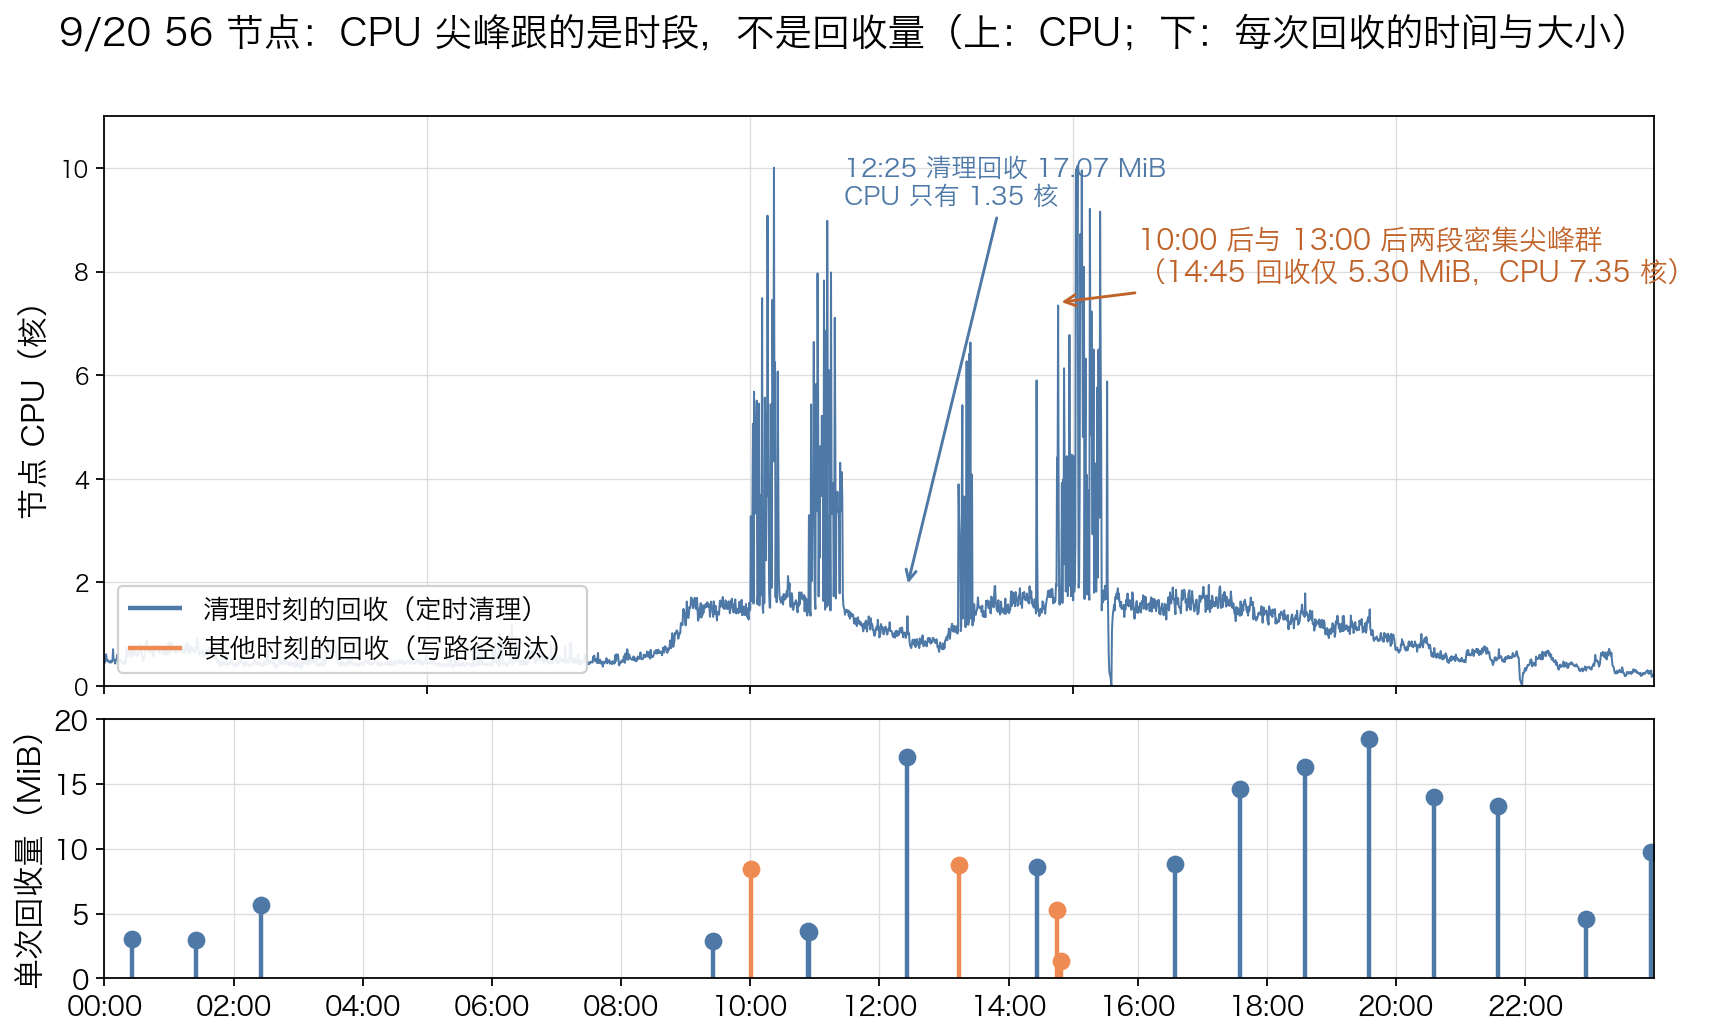 9/20 56 节点：CPU 尖峰跟的是时段，不是回收量（上：CPU；下：每次回收的时间与大小）
节点 CPU（核）
10
8
6
4
2
0
12:25 清理回收 17.07 MiB
CPU 只有 1.35 核
10:00 后与 13:00 后两段密集尖峰群
（14:45 回收仅 5.30 MiB，CPU 7.35 核）
清理时刻的回收（定时清理）
其他时刻的回收（写路径淘汰）
单次回收量（MiB）
20
15
10
5
0
00:00 02:00 04:00 06:00 08:00 10:00 12:00 14:00 16:00 18:00 20:00 22:00